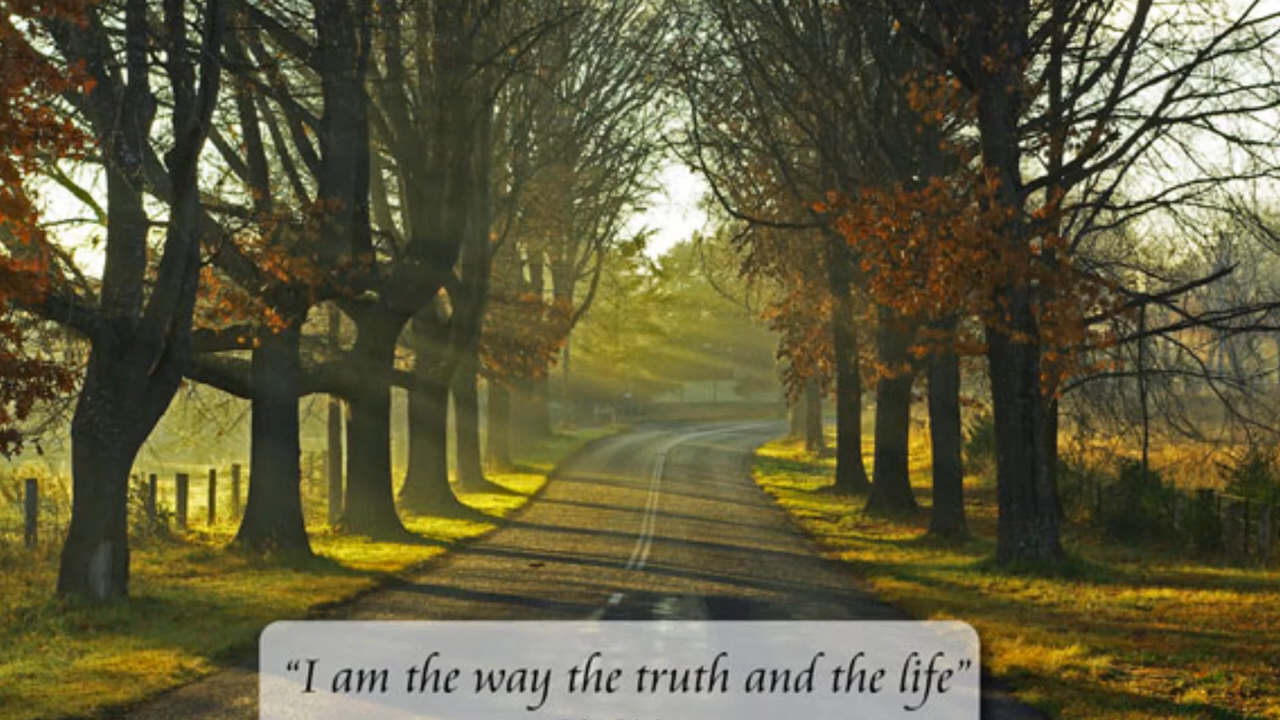 “I am the way the truth and the life”